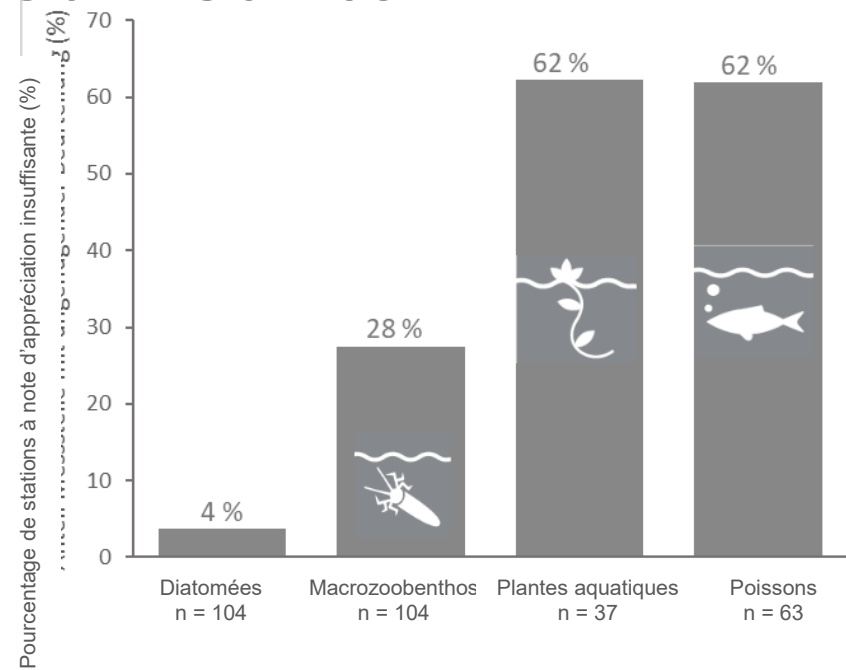 Pourcentage de stations à note d’appréciation insuffisante (%)
(%)
70
60
50
40
30
20
10
0
4 %
28 %
62 %
62 %
Diatomées
n = 104
Macrozoobenthos
n = 104
Plantes aquatiques
n = 37
Poissons
n = 63